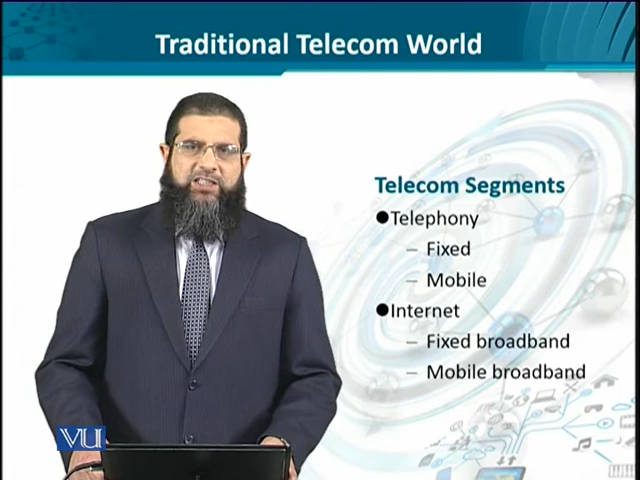 Traditional Telecom World
Telecom Segments
●Telephony
– Fixed
– Mobile
●Internet
– Fixed broadband
– Mobile broadband
VU